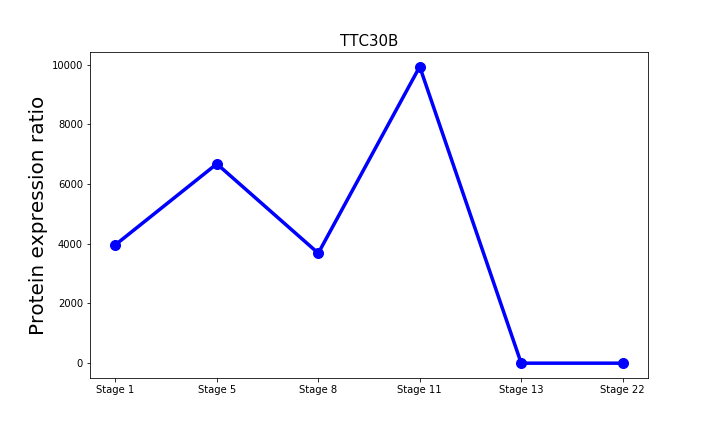 TTC30B
Protein expression ratio
10000
8000
6000
4000
2000
0
Stage 1 Stage 5 Stage 8 Stage 11 Stage 13 Stage 22